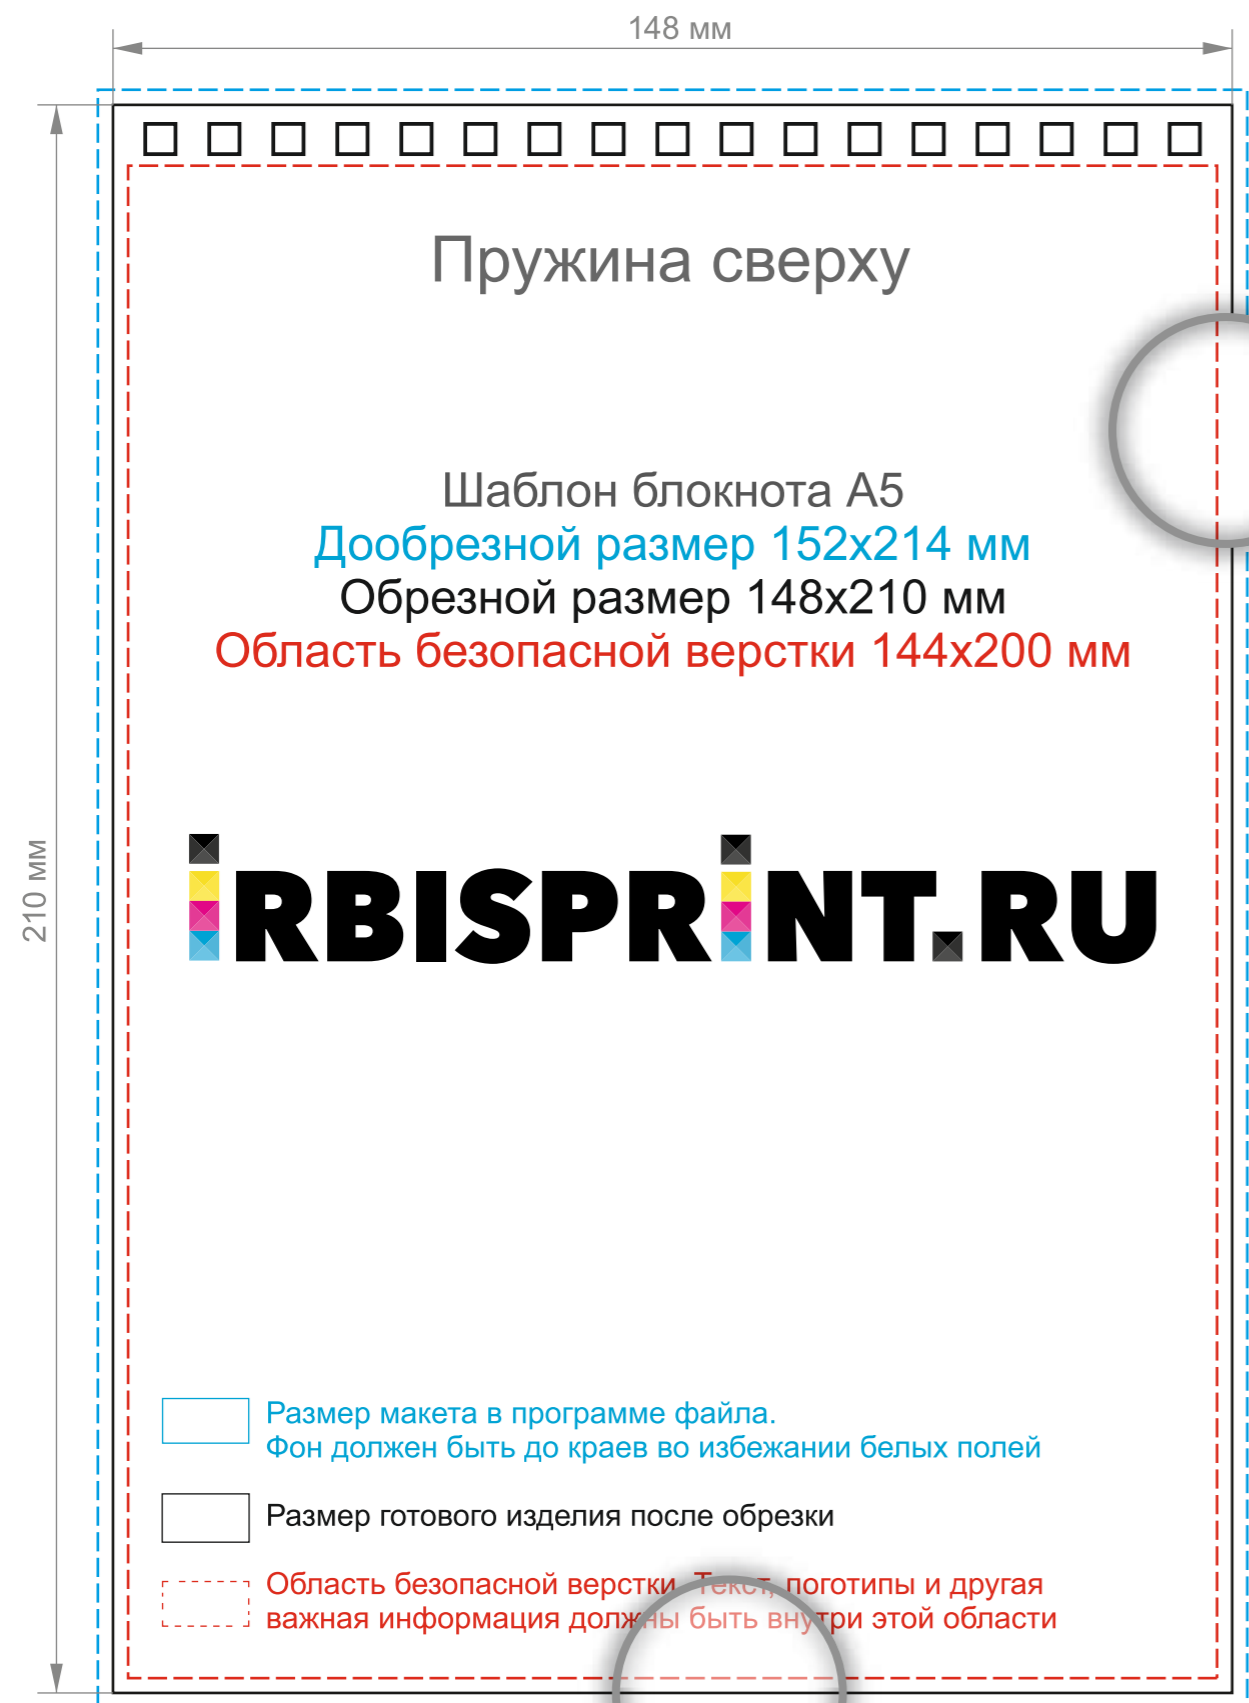 148 мм
Пружина сверху
Шаблон блокнота А5
Дообрезной размер 152x214 мм
Обрезной размер 148x210 мм
Область безопасной верстки 144x200 мм
210 мм
iRBISPRiNT.RU
Размер макета в программе файла.
Фон должен быть до краев во избежании белых полей
Размер готового изделия после обрезки
Область безопасной верстки. Текст, логотипы и другая
важная информация должны быть внутри этой области